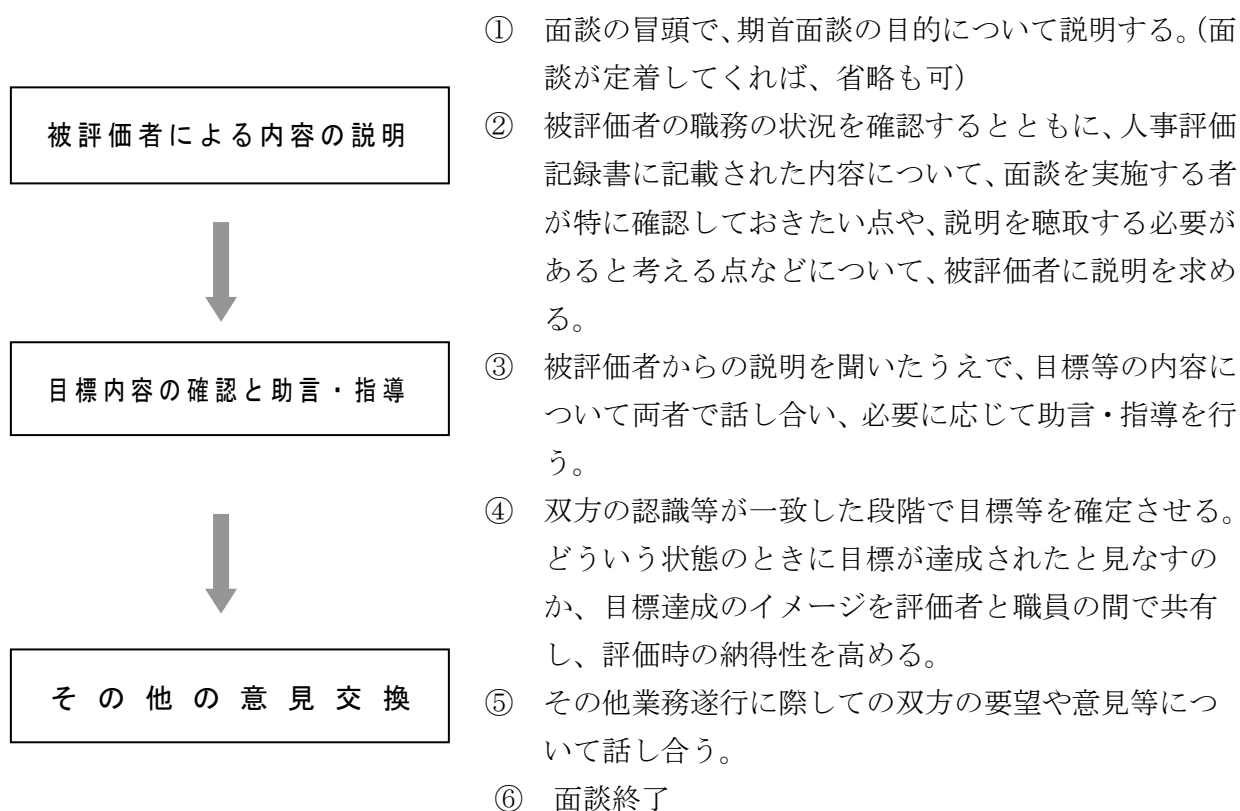 被評価者による内容の説明
目標内容の確認と助言・指導
その他の意見交換
① 面談の冒頭で、期首面談の目的について説明する。(面
談が定着してくれば、省略も可)
② 被評価者の職務の状況を確認するとともに、人事評価
記録書に記載された内容について、面談を実施する者
が特に確認しておきたい点や、説明を聴取する必要が
あると考える点などについて、被評価者に説明を求め
る。
③ 被評価者からの説明を聞いたうえで、目標等の内容に
ついて両者で話し合い、必要に応じて助言・指導を行
う。
④ 双方の認識等が一致した段階で目標等を確定させる。
どういう状態のときに目標が達成されたと見なすの
か、目標達成のイメージを評価者と職員の間で共有
し、評価時の納得性を高める。
⑤ その他業務遂行に際しての双方の要望や意見等につ
いて話し合う。
⑥ 面談終了